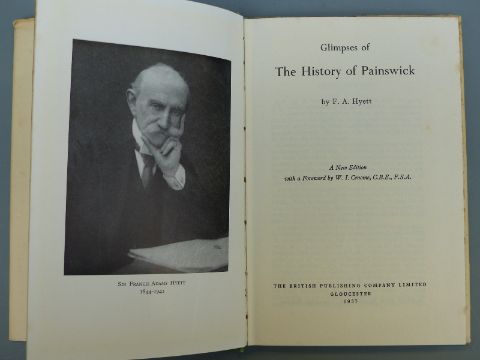 Sir Francis Adams Hyett
1844-1941
Glimpses of
The History of Painswick
by F. A. Hyett
A New Edition
with a Foreword by W. I. Croome, C.B.E., F.S.A.
THE BRITISH PUBLISHING COMPANY LIMITED
GLOUCESTER
1957